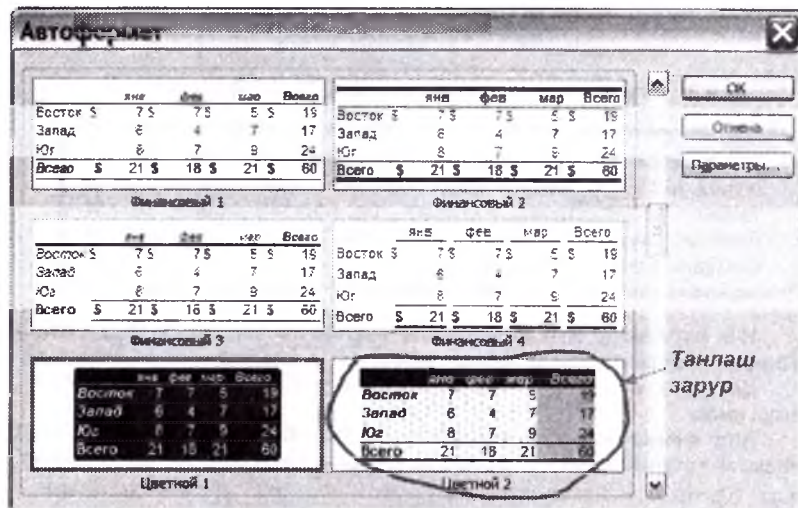 Автоформат
янв фев мар Всего
Восток $ 7 $ 7 $ 5 $ 19
Запад 6 4 7 17
Юг 8 7 9 24
Всего $ 21 $ 18 $ 21 $ 60
Финансовый 1
янв фев мар Всего
Восток $ 7 $ 7 $ 5 $ 19
Запад 6 4 7 17
Юг 8 7 9 24
Всего $ 21 $ 18 $ 21 $ 60
Финансовый 2
OK
Отмена
Параметры...
янв фев мар Всего
Восток $ 7 $ 7 $ 5 $ 19
Запад 6 4 7 17
Юг 8 7 9 24
Всего $ 21 $ 18 $ 21 $ 60
Финансовый 3
янв фев мар Всего
Восток $ 7 $ 7 $ 5 $ 19
Запад 6 4 7 17
Юг 8 7 9 24
Всего $ 21 $ 18 $ 21 $ 60
Финансовый 4
янв фев мар Всего
Восток 7 7 5 19
Запад 6 4 7 17
Юг 8 7 9 24
Всего 21 18 21 60
Цветной 1
янв фев мар Всего
Восток 7 7 5 19
Запад 6 4 7 17
Юг 8 7 9 24
Всего 21 18 21 60
Цветной 2
Танлаш
зарур